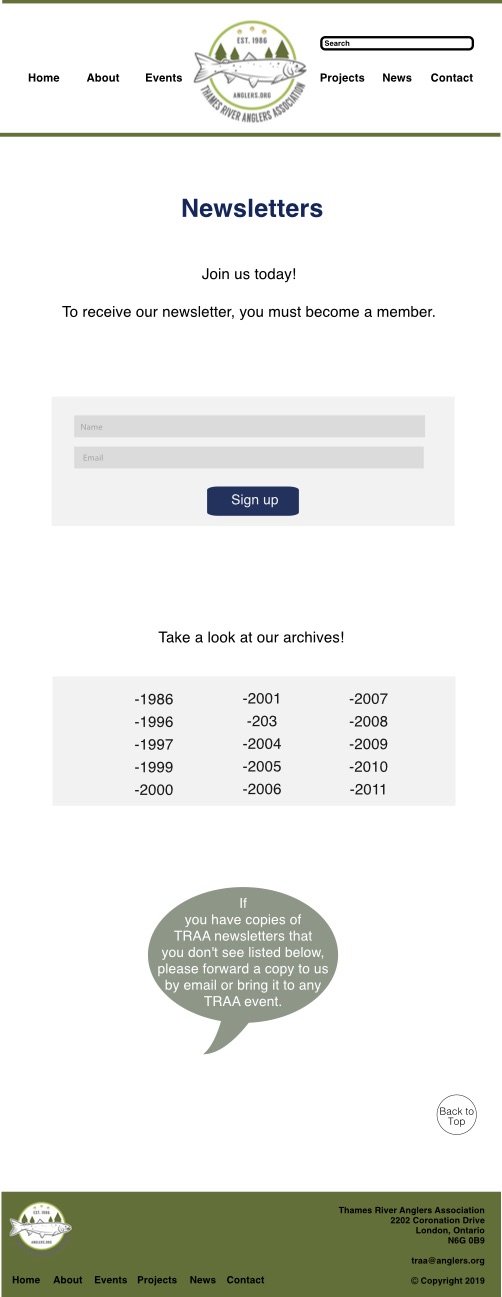 EST. 1986
ANGLERS.ORG
THAMES RIVER ANGLERS ASSOCIATION
Search
Home About Events Projects News Contact
Newsletters
Join us today!
To receive our newsletter, you must become a member.
Name
Email
Sign up
Take a look at our archives!
-1986 -2001 -2007
-1996 -203 -2008
-1997 -2004 -2009
-1999 -2005 -2010
-2000 -2006 -2011
If
you have copies of
TRAA newsletters that
you don't see listed below,
please forward a copy to us
by email or bring it to any
TRAA event.
Back to
Top
EST. 1986
ANGLERS.ORG
Thames River Anglers Association
2202 Coronation Drive
London, Ontario
N6G 0B9
traa@anglers.org
Home About Events Projects News Contact
© Copyright 2019